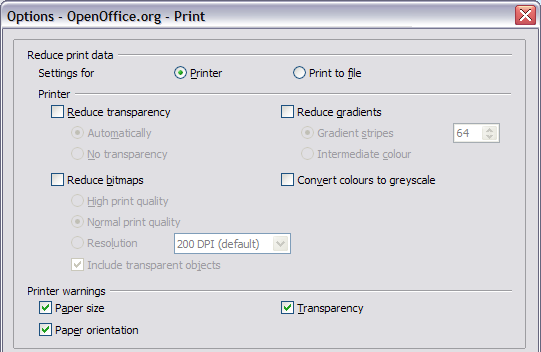 Options - OpenOffice.org - Print
Reduce print data
Settings for Printer Print to file
Printer
Reduce transparency Reduce gradients
Automatically Gradient stripes 64
No transparency Intermediate colour
Reduce bitmaps Convert colours to greyscale
High print quality
Normal print quality
Resolution 200 DPI (default)
Include transparent objects
Printer warnings
Paper size Transparency
Paper orientation